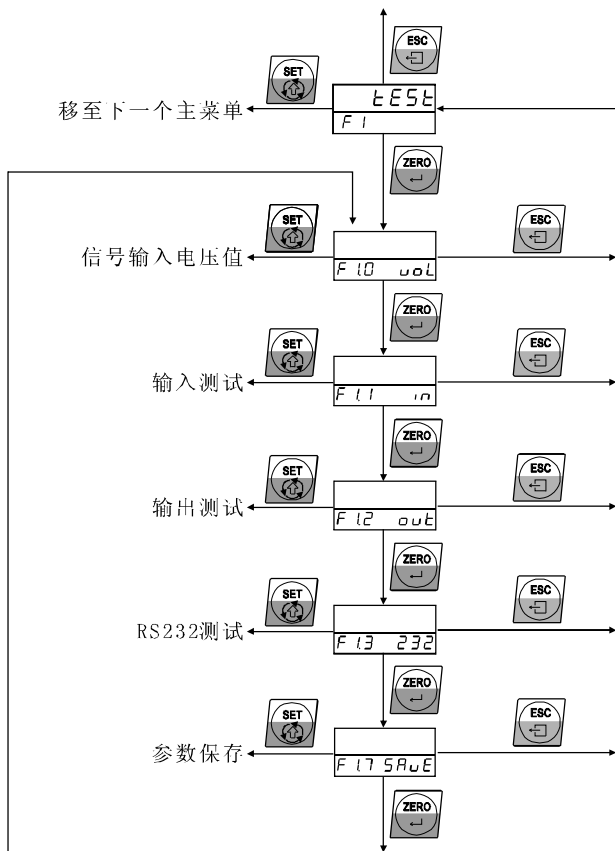 ESC
SET
tESt
移至下一个主菜单
F1
ZERO
SET
ESC
信号输入电压值
F1.0 voL
ZERO
SET
ESC
输入测试
F1.1 in
ZERO
SET
ESC
输出测试
F1.2 out
ZERO
SET
ESC
RS232测试
F1.3 232
ZERO
SET
ESC
参数保存
F1.7 SAvE
ZERO